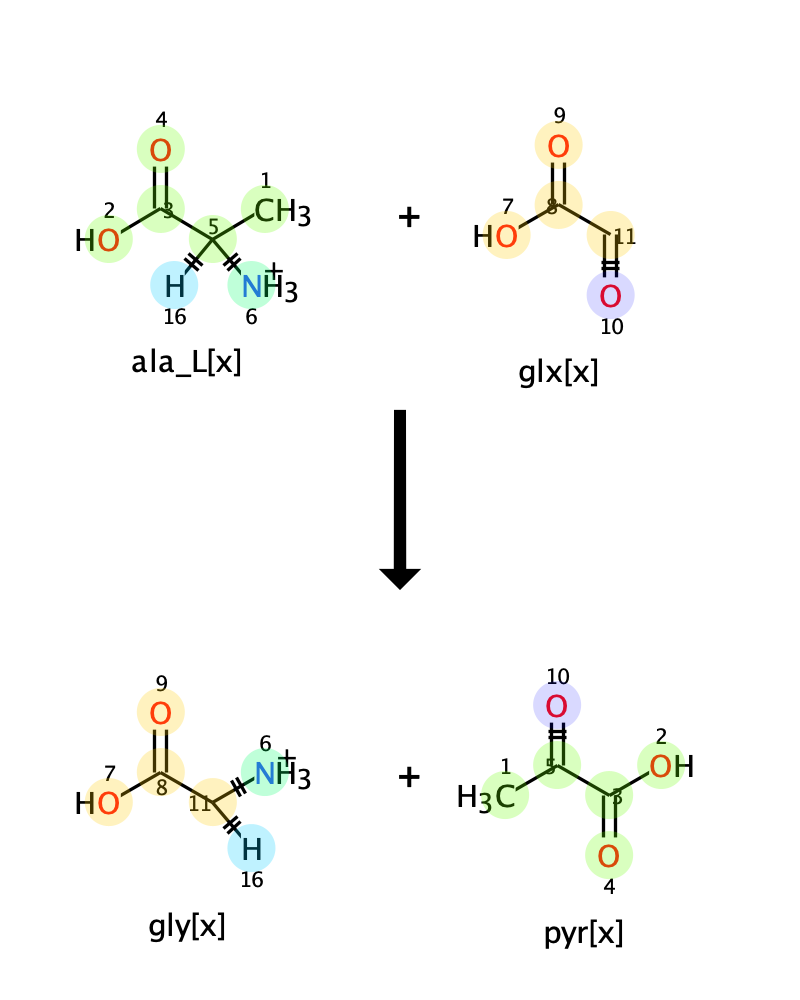 4 9
O O
1
2 CH3 7 8
3 5 + HO 11
HO
H NH3+ O
16 6 10
ala_L[x] glx[x]
9 10
O O
6 2
7 NH3+ 1 5 OH
HO 8 11 + H3C 3
H O
16 4
gly[x] pyr[x]